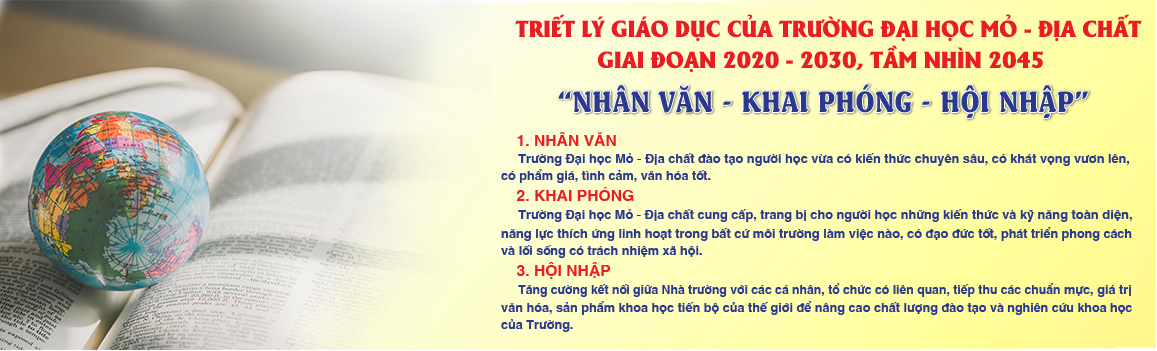 TRIẾT LÝ GIÁO DỤC CỦA TRƯỜNG ĐẠI HỌC MỎ - ĐỊA CHẤT
GIAI ĐOẠN 2020 - 2030, TẦM NHÌN 2045
“NHÂN VĂN - KHAI PHÓNG - HỘI NHẬP”
1. NHÂN VĂN
Trường Đại học Mỏ - Địa chất đào tạo người học vừa có kiến thức chuyên sâu, có khát vọng vươn lên,
có phẩm giá, tình cảm, văn hóa tốt.
2. KHAI PHÓNG
Trường Đại học Mỏ - Địa chất cung cấp, trang bị cho người học những kiến thức và kỹ năng toàn diện,
năng lực thích ứng linh hoạt trong bất cứ môi trường làm việc nào, có đạo đức tốt, phát triển phong cách
và lối sống có trách nhiệm xã hội.
3. HỘI NHẬP
Tăng cường kết nối giữa Nhà trường với các cá nhân, tổ chức có liên quan, tiếp thu các chuẩn mực, giá trị
văn hóa, sản phẩm khoa học tiến bộ của thế giới để nâng cao chất lượng đào tạo và nghiên cứu khoa học
của Trường.